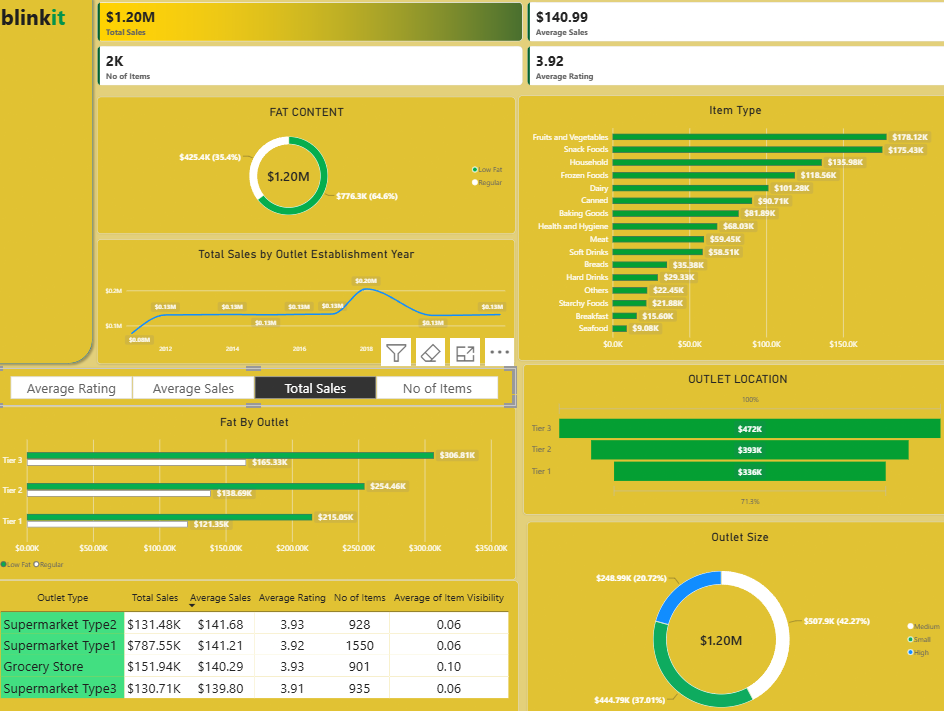 blinkit
$1.20M
Total Sales
$140.99
Average Sales
2K
No of Items
3.92
Average Rating
FAT CONTENT
$425.4K (35.4%)
$1.20M
$776.3K (64.6%)
Low Fat
Regular
Item Type
Fruits and Vegetables $178.12K
Snack Foods $175.43K
Household $135.98K
Frozen Foods $118.56K
Dairy $101.28K
Canned $90.71K
Baking Goods $81.89K
Health and Hygiene $68.03K
Meat $59.45K
Soft Drinks $58.51K
Breads $35.38K
Hard Drinks $29.33K
Others $22.45K
Starchy Foods $21.88K
Breakfast $15.60K
Seafood $9.08K
$0.0K $50.0K $100.0K $150.0K
Total Sales by Outlet Establishment Year
$0.20M
$0.2M
$0.13M $0.13M $0.13M $0.13M $0.13M
$0.1M
$0.13M $0.13M
$0.08M
2012 2014 2016 2018
Average Rating Average Sales Total Sales No of Items
Fat By Outlet
Tier 3 $306.81K
$165.33K
Tier 2 $254.46K
$138.69K
Tier 1 $215.05K
$121.35K
$0.00K $50.00K $100.00K $150.00K $200.00K $250.00K $300.00K $350.00K
Low Fat Regular
OUTLET LOCATION
100%
Tier 3 $472K
Tier 2 $393K
Tier 1 $336K
71.3%
Outlet Type Total Sales Average Sales Average Rating No of Items Average of Item Visibility
Supermarket Type2 $131.48K $141.68 3.93 928 0.06
Supermarket Type1 $787.55K $141.21 3.92 1550 0.06
Grocery Store $151.94K $140.29 3.93 901 0.10
Supermarket Type3 $130.71K $139.80 3.91 935 0.06
Outlet Size
$248.99K (20.72%)
$507.9K (42.27%)
$1.20M
$444.79K (37.01%)
Medium
Small
High